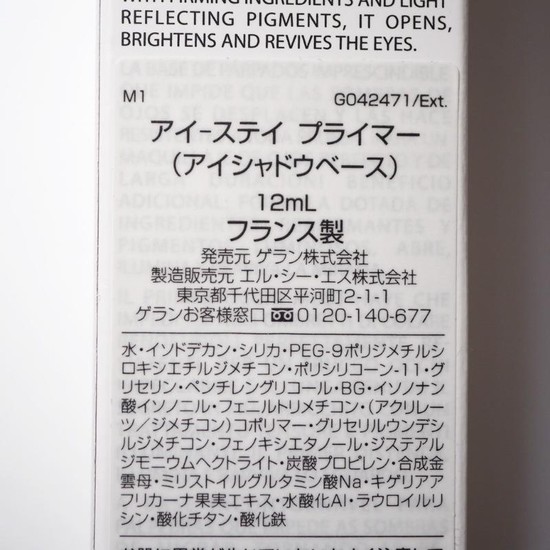 WITH FIRMING INGREDIENTS AND LIGHT
REFLECTING PIGMENTS, IT OPENS,
BRIGHTENS AND REVIVES THE EYES.
M1 G042471/Ext.
アイ-ステイ プライマー
(アイシャドウベース)
12mL
フランス製
発売元 ゲラン株式会社
製造販売元 エル・シー・エス株式会社
東京都千代田区平河町2-1-1
ゲランお客様窓口 0120-140-677
水・イソドデカン・シリカ・PEG-9ポリジメチルシ
ロキシエチルジメチコン・ポリシリコーン-11・グ
リセリン・ペンチレングリコール・BG・イソノナン
酸イソノニル・フェニルトリメチコン・(アクリレー
ツ/ジメチコン)コポリマー・グリセリルウンデシ
ルジメチコン・フェノキシエタノール・ジステアル
ジモニウムヘクトライト・炭酸プロピレン・合成金
雲母・ミリストイルグルタミン酸Na・キゲリアア
フリカーナ果実エキス・水酸化Al・ラウロイルリ
シン・酸化チタン・酸化鉄